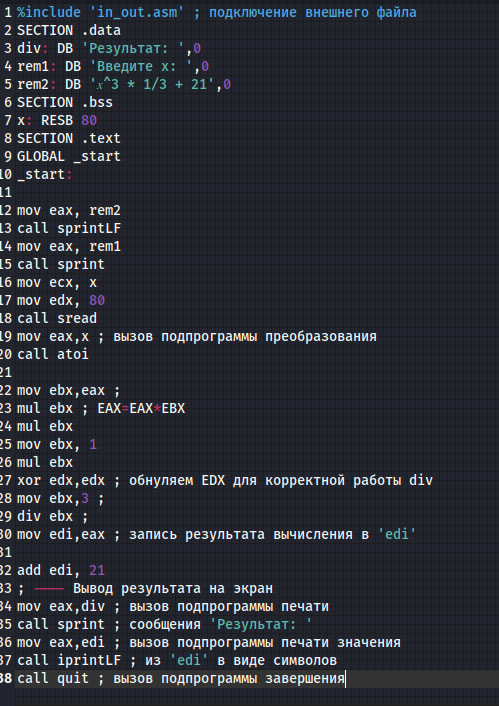 1 %include 'in_out.asm' ; подключение внешнего файла
2 SECTION .data
3 div: DB 'Результат: ',0
4 rem1: DB 'Введите x: ',0
5 rem2: DB '𝑥^3 * 1/3 + 21',0
6 SECTION .bss
7 x: RESB 80
8 SECTION .text
9 GLOBAL _start
10 _start:
11
12 mov eax, rem2
13 call sprintLF
14 mov eax, rem1
15 call sprint
16 mov ecx, x
17 mov edx, 80
18 call sread
19 mov eax,x ; вызов подпрограммы преобразования
20 call atoi
21
22 mov ebx,eax ;
23 mul ebx ; EAX=EAX*EBX
24 mul ebx
25 mov ebx, 1
26 mul ebx
27 xor edx,edx ; обнуляем EDX для корректной работы div
28 mov ebx,3 ;
29 div ebx ;
30 mov edi,eax ; запись результата вычисления в 'edi'
31
32 add edi, 21
33 ; ---- Вывод результата на экран
34 mov eax,div ; вызов подпрограммы печати
35 call sprint ; сообщения 'Результат: '
36 mov eax,edi ; вызов подпрограммы печати значения
37 call iprintLF ; из 'edi' в виде символов
38 call quit ; вызов подпрограммы завершения